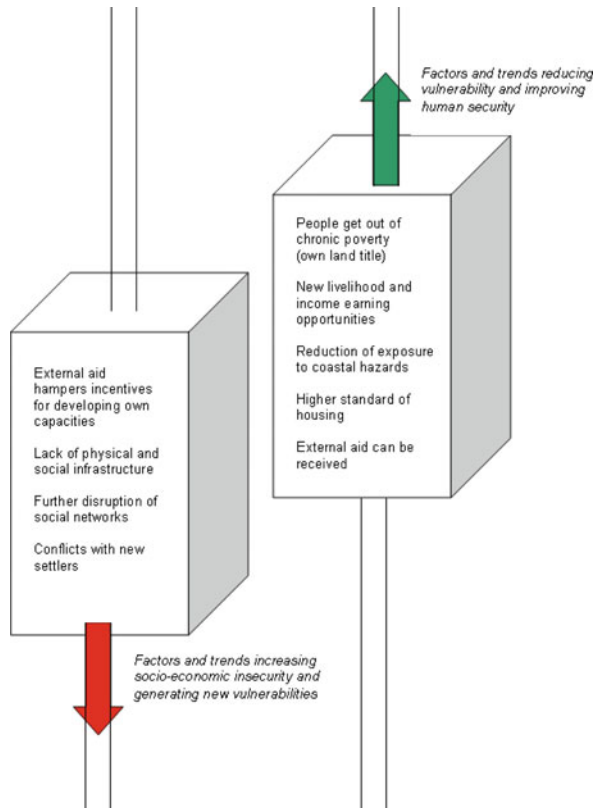 Factors and trends reducing
vulnerability and improving
human security
People get out of
chronic poverty
(own land title)
New livelihood and
income earning
opportunities
Reduction of exposure
to coastal hazards
Higher standard of
housing
External aid can be
received
External aid
hampers incentives
for developing own
capacities
Lack of physical and
social infrastructure
Further disruption of
social networks
Conflicts with new
settlers
Factors and trends increasing
socio-economic insecurity and
generating new vulnerabilities